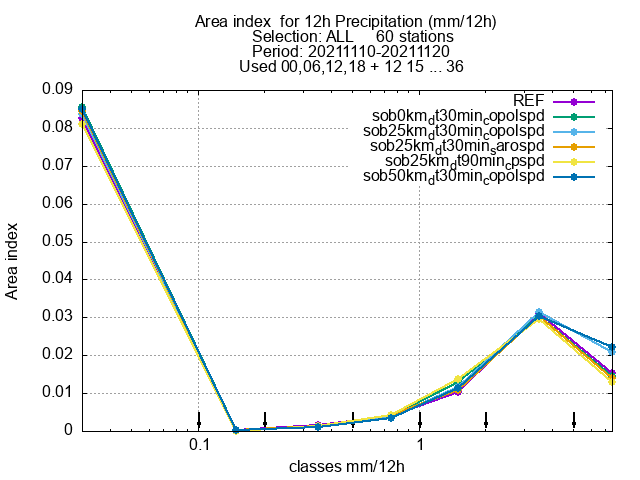 Area index  for 12h Precipitation (mm/12h)
Selection: ALL     60 stations
Period: 20211110-20211120
Used 00,06,12,18 + 12 15 ... 36
REF
sob0km_dt30min_copolspd
sob25km_dt30min_copolspd
sob25km_dt30min_sarospd
sob25km_dt90min_cpspd
sob50km_dt30min_copolspd
0.09
0.08
0.07
0.06
0.05
0.04
0.03
0.02
0.01
0
Area index
0.1 1
classes mm/12h